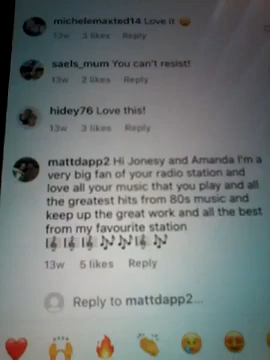 michelemaxted14 Love it 😄
13w 3 likes Reply
saels_mum You can't resist!
13w 2 likes Reply
hidey76 Love this!
13w 3 likes Reply
mattdapp2 Hi Jonesy and Amanda I'm a
very big fan of your radio station and
love all your music that you play and all
the greatest hits from 80s music and
keep up the great work and all the best
from my favourite station
13w 5 likes Reply
Reply to mattdapp2...